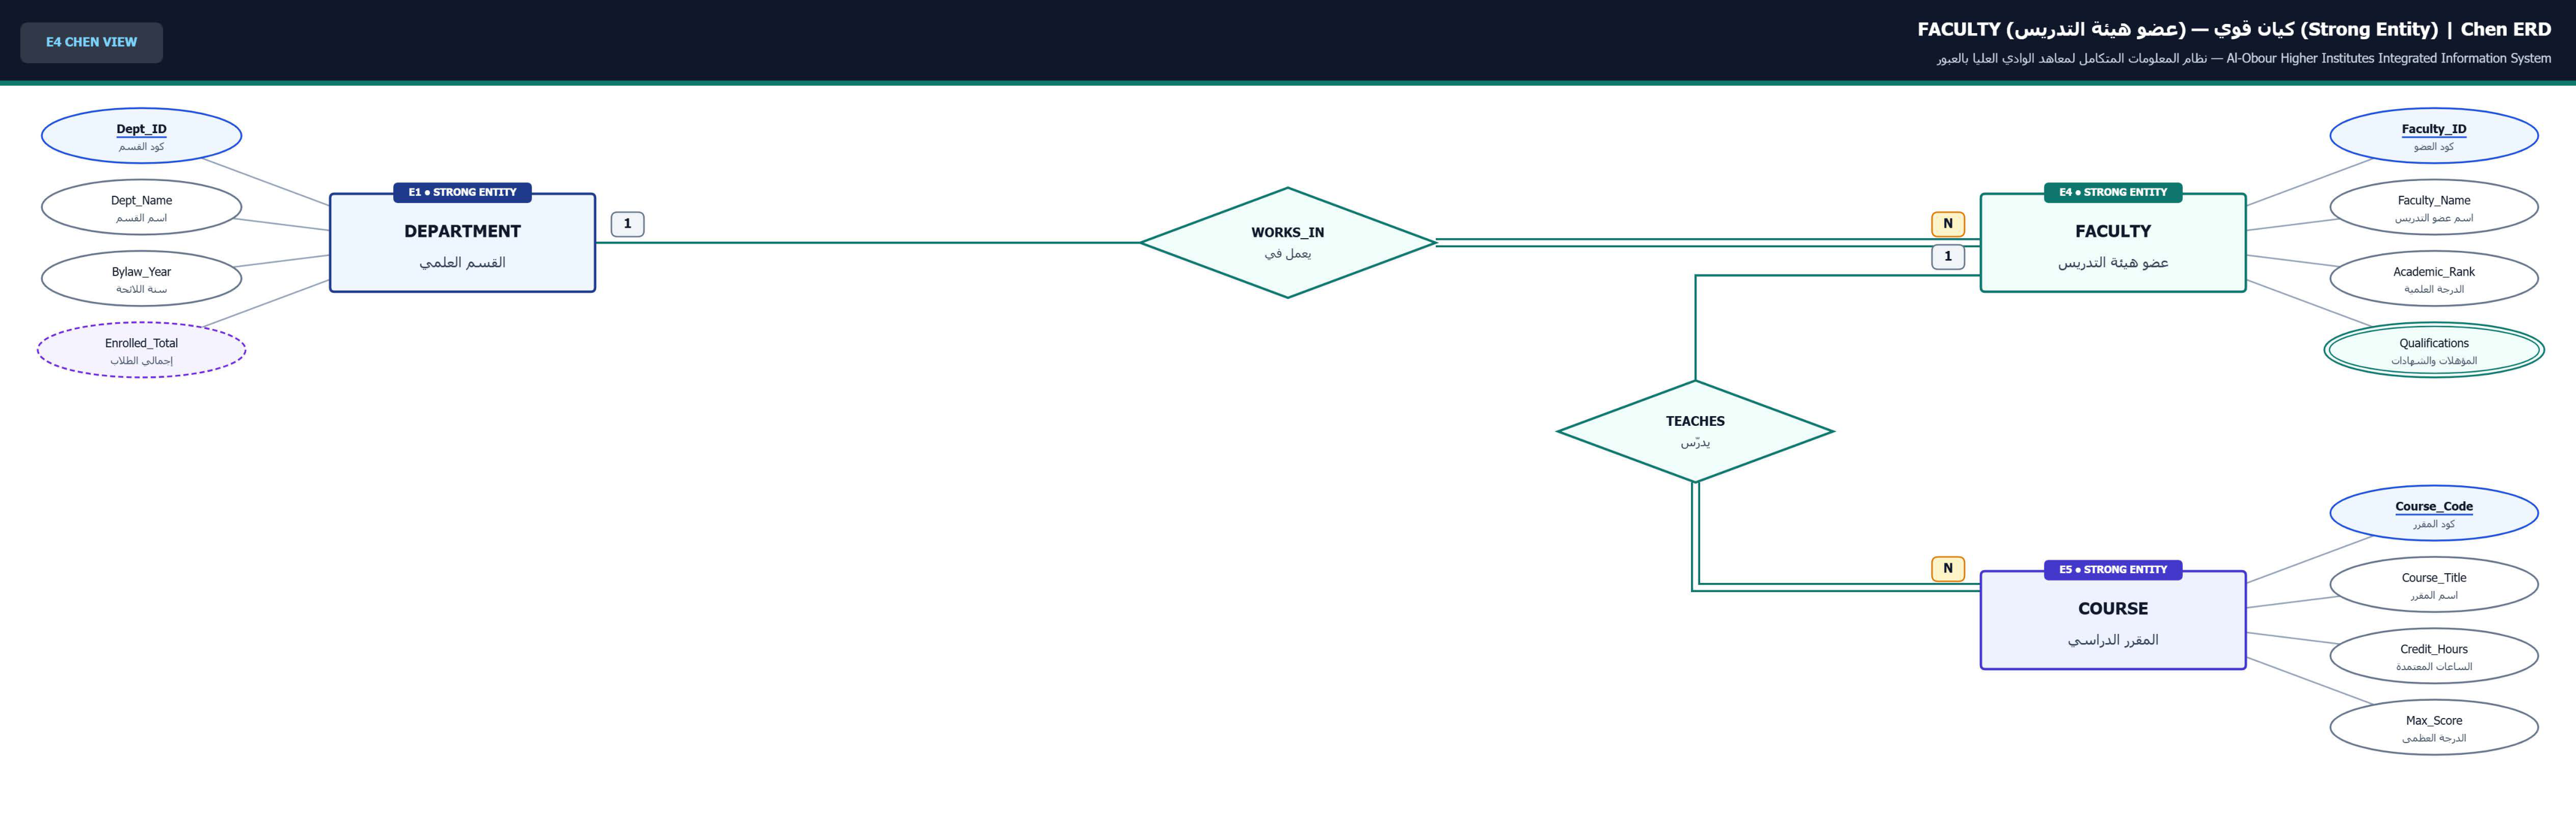 FACULTY (عضو هيئة التدريس) — كيان قوي (Strong Entity) | Chen ERD
نظام المعلومات المتكامل لمعاهد الوادي العليا بالعبور — Al-Obour Higher Institutes Integrated Information System
E4 CHEN VIEW
Dept_ID
كود القسم
Dept_Name
اسم القسم
Bylaw_Year
سنة اللائحة
Enrolled_Total
إجمالي الطلاب
E1 ● STRONG ENTITY
DEPARTMENT
القسم العلمي
1
WORKS_IN
يعمل في
N
1
E4 ● STRONG ENTITY
FACULTY
عضو هيئة التدريس
Faculty_ID
كود العضو
Faculty_Name
اسم عضو التدريس
Academic_Rank
الدرجة العلمية
Qualifications
المؤهلات والشهادات
TEACHES
يدرّس
N
E5 ● STRONG ENTITY
COURSE
المقرر الدراسي
Course_Code
كود المقرر
Course_Title
اسم المقرر
Credit_Hours
الساعات المعتمدة
Max_Score
الدرجة العظمى